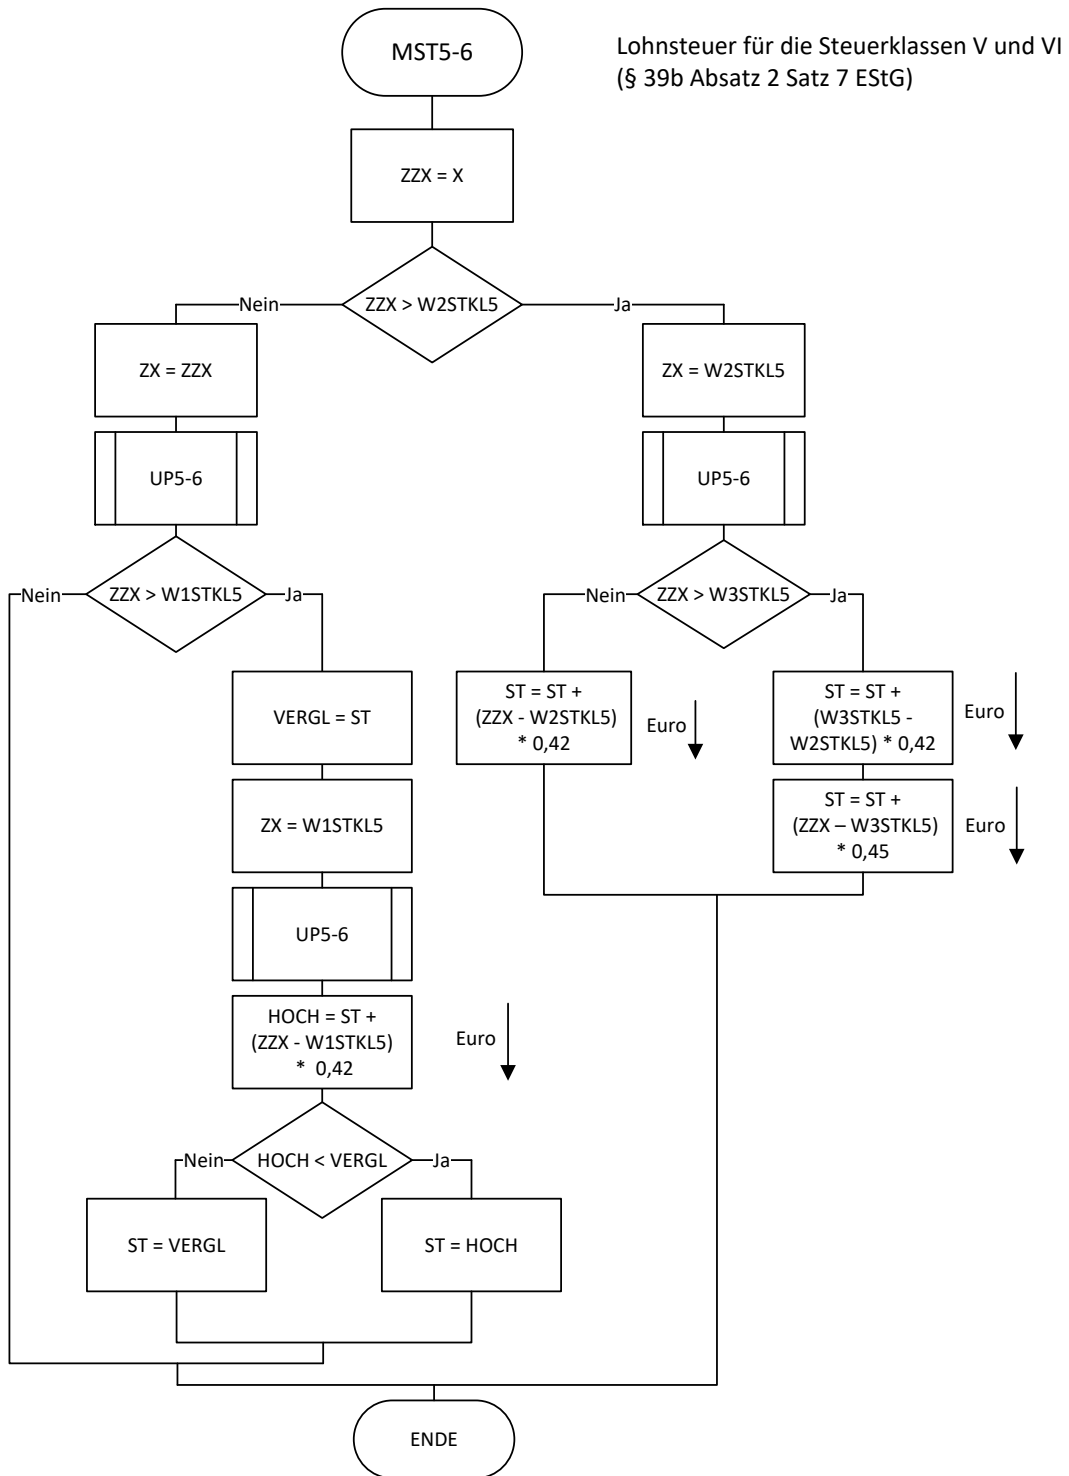 MST5-6
Lohnsteuer für die Steuerklassen V und VI
(§ 39b Absatz 2 Satz 7 EStG)
ZZX = X
ZZX > W2STKL5
Nein
Ja
ZX = ZZX
ZX = W2STKL5
UP5-6
UP5-6
Nein
ZZX > W1STKL5
Ja
Nein
ZZX > W3STKL5
Ja
VERGL = ST
ST = ST +
(ZZX - W2STKL5)
* 0,42
Euro
ST = ST +
(W3STKL5 -
W2STKL5) * 0,42
Euro
ZX = W1STKL5
ST = ST +
(ZZX – W3STKL5)
* 0,45
Euro
UP5-6
HOCH = ST +
(ZZX - W1STKL5)
* 0,42
Euro
Nein
HOCH < VERGL
Ja
ST = VERGL
ST = HOCH
ENDE